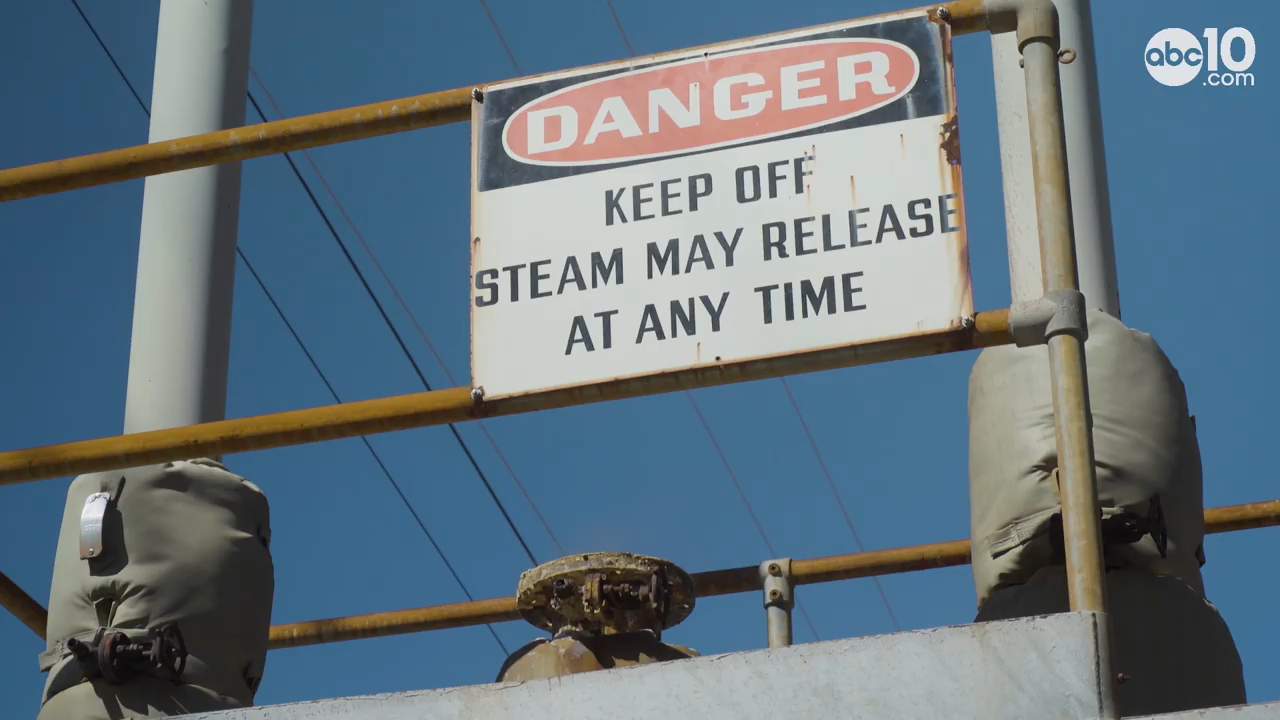 abc10
.com
DANGER
KEEP OFF
STEAM MAY RELEASE
AT ANY TIME